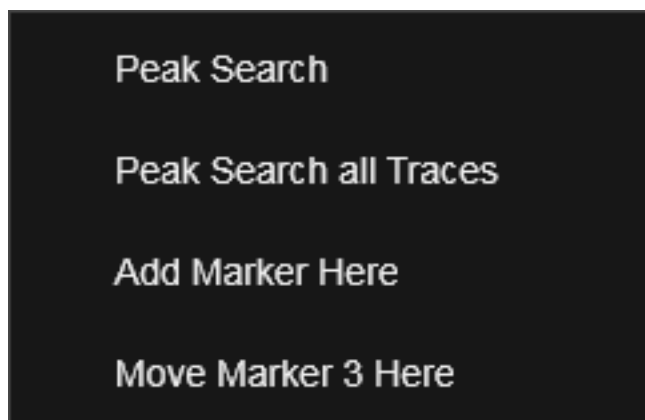 Peak Search
Peak Search all Traces
Add Marker Here
Move Marker 3 Here